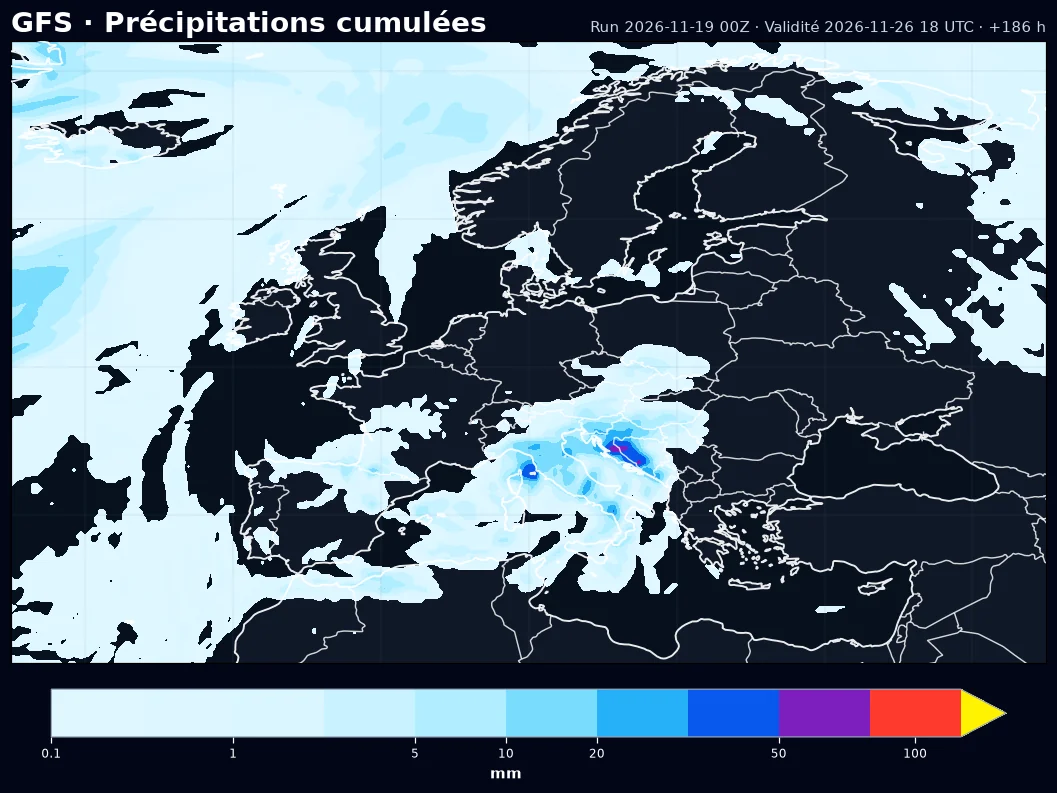 GFS · Précipitations cumulées
Run 2026-11-19 00Z · Validité 2026-11-26 18 UTC · +186 h
0.1 1 5 10 20 50 100
mm